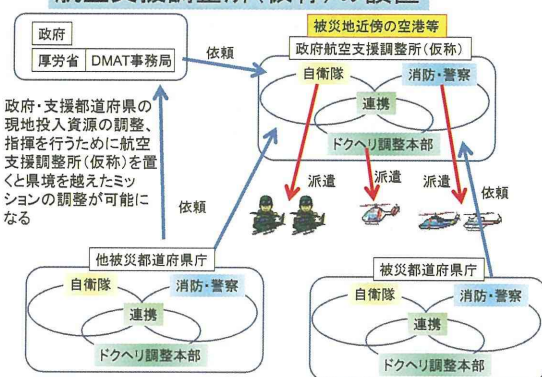 航空支援調整所(仮称)の設置
政府
厚労省 DMAT事務局
依頼
被災地近傍の空港等
政府航空支援調整所(仮称)
自衛隊
消防・警察
連携
ドクヘリ調整本部
政府・支援都道府県の
現地投入資源の調整、
指揮を行うために航空
支援調整所(仮称)を置
くと県境を越えたミッ
ションの調整が可能に
なる
依頼
派遣
派遣
派遣
依頼
他被災都道府県庁
自衛隊
消防・警察
連携
ドクヘリ調整本部
被災都道府県庁
自衛隊
消防・警察
連携
ドクヘリ調整本部